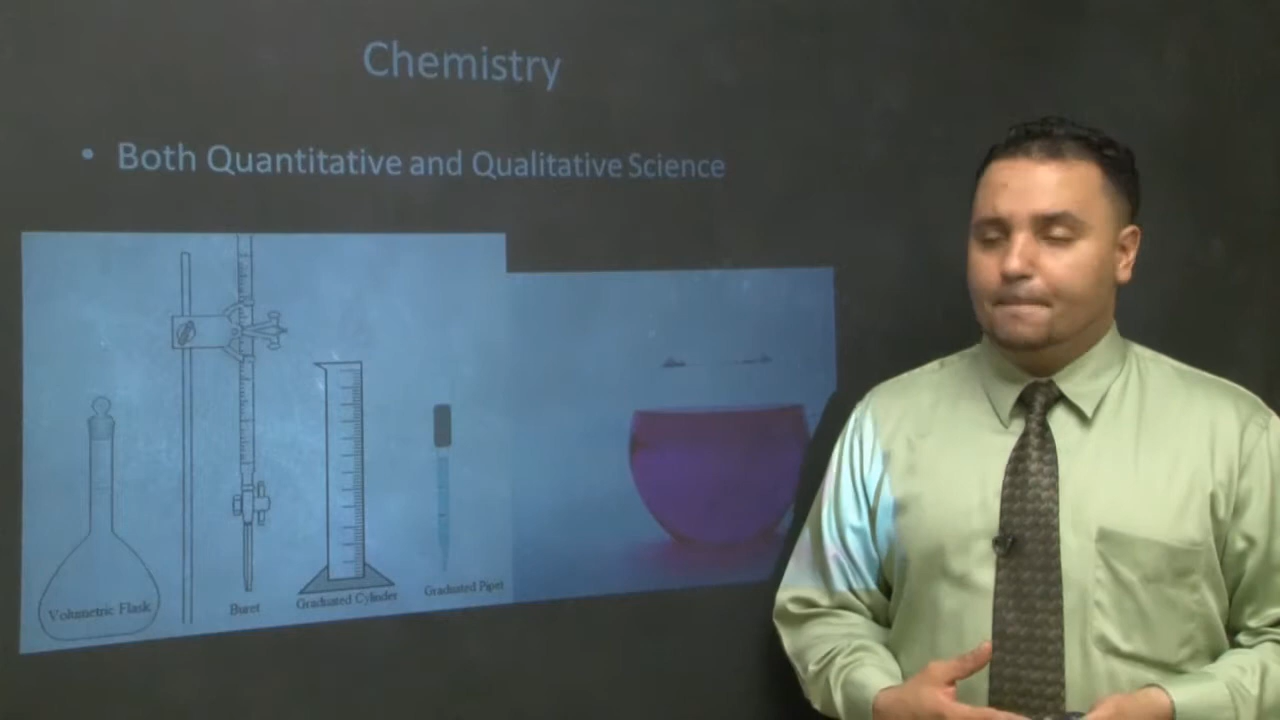 Chemistry
• Both Quantitative and Qualitative Science
Volumetric Flask
Buret
Graduated Cylinder
Graduated Pipet